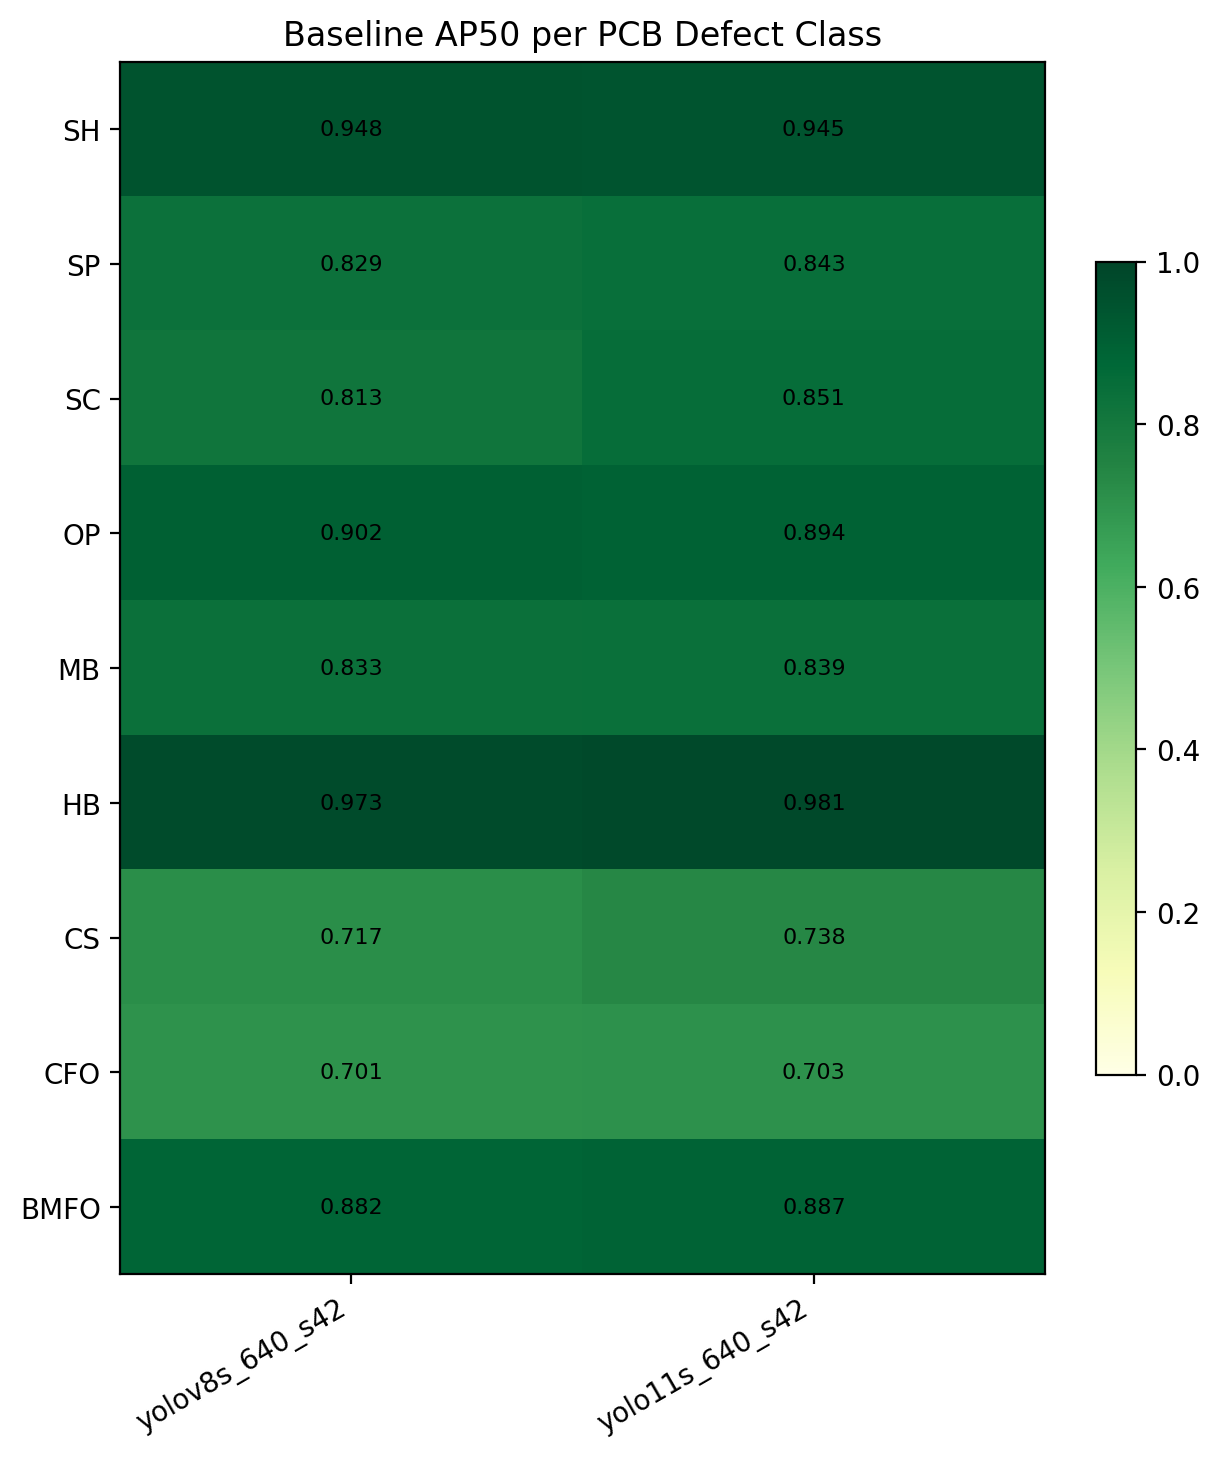 Baseline AP50 per PCB Defect Class
SH 0.948 0.945
SP 0.829 0.843
SC 0.813 0.851
OP 0.902 0.894
MB 0.833 0.839
HB 0.973 0.981
CS 0.717 0.738
CFO 0.701 0.703
BMFO 0.882 0.887
yolov8s_640_s42 yolo11s_640_s42
1.0
0.8
0.6
0.4
0.2
0.0